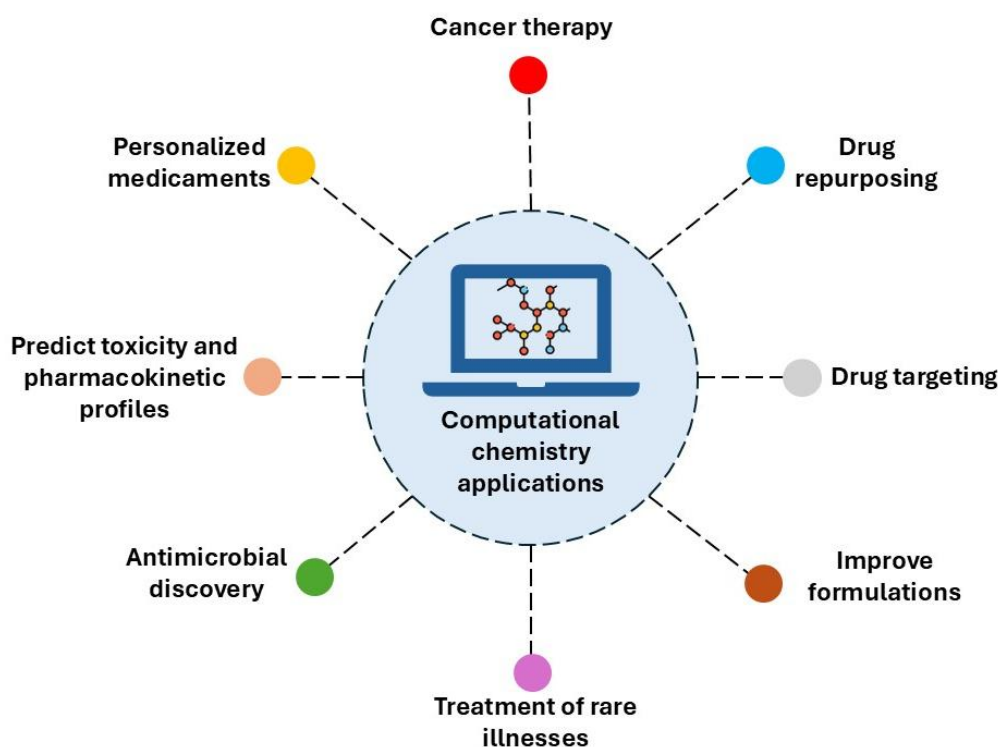 Cancer therapy
Personalized
medicaments
Drug
repurposing
Predict toxicity and
pharmacokinetic
profiles
Computational
chemistry
applications
Drug targeting
Antimicrobial
discovery
Improve
formulations
Treatment of rare
illnesses